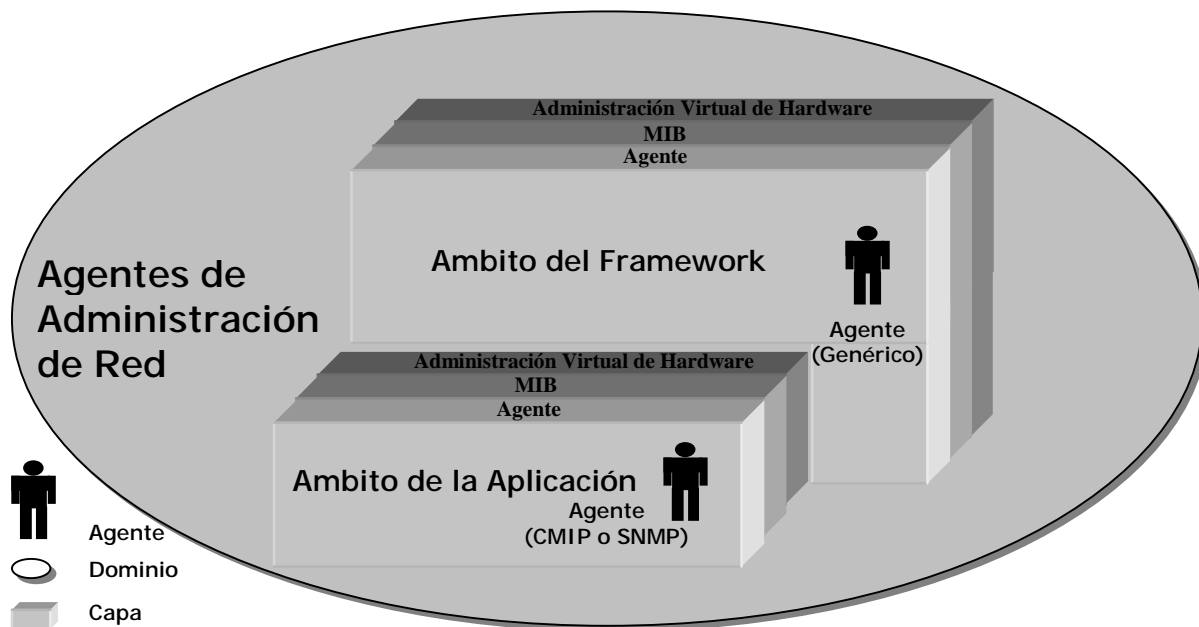 Administración Virtual de Hardware
MIB
Agente
Ambito del Framework
Agente
(Genérico)
Agentes de
Administración
de Red
Administración Virtual de Hardware
MIB
Agente
Ambito de la Aplicación
Agente
(CMIP o SNMP)
Agente
Dominio
Capa